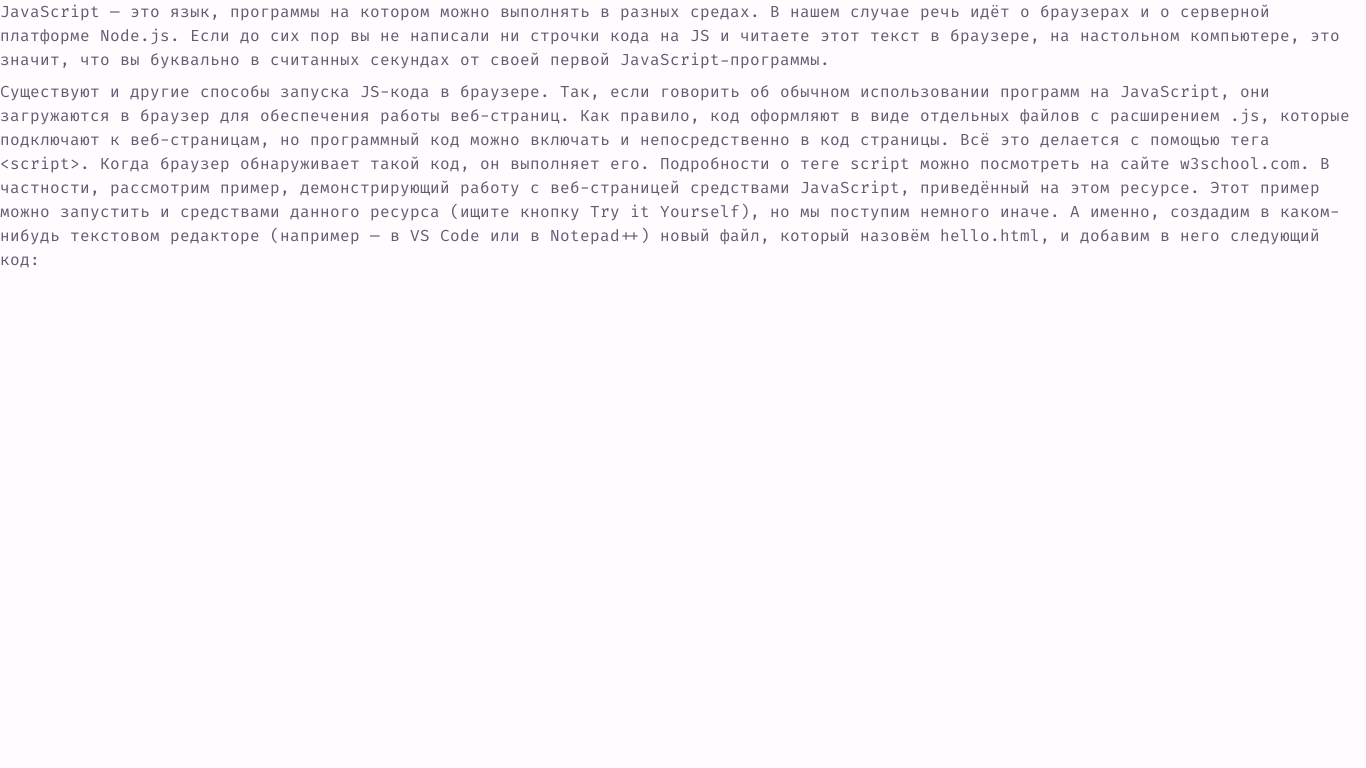 JavaScript — это язык, программы на котором можно выполнять в разных средах. В нашем случае речь идёт о браузерах и о серверной
платформе Node.js. Если до сих пор вы не написали ни строчки кода на JS и читаете этот текст в браузере, на настольном компьютере, это
значит, что вы буквально в считанных секундах от своей первой JavaScript-программы.
Существуют и другие способы запуска JS-кода в браузере. Так, если говорить об обычном использовании программ на JavaScript, они
загружаются в браузер для обеспечения работы веб-страниц. Как правило, код оформляют в виде отдельных файлов с расширением .js, которые
подключают к веб-страницам, но программный код можно включать и непосредственно в код страницы. Всё это делается с помощью тега
<script>. Когда браузер обнаруживает такой код, он выполняет его. Подробности о теге script можно посмотреть на сайте w3school.com. В
частности, рассмотрим пример, демонстрирующий работу с веб-страницей средствами JavaScript, приведённый на этом ресурсе. Этот пример
можно запустить и средствами данного ресурса (ищите кнопку Try it Yourself), но мы поступим немного иначе. А именно, создадим в каком-
нибудь текстовом редакторе (например — в VS Code или в Notepad++) новый файл, который назовём hello.html, и добавим в него следующий
код: